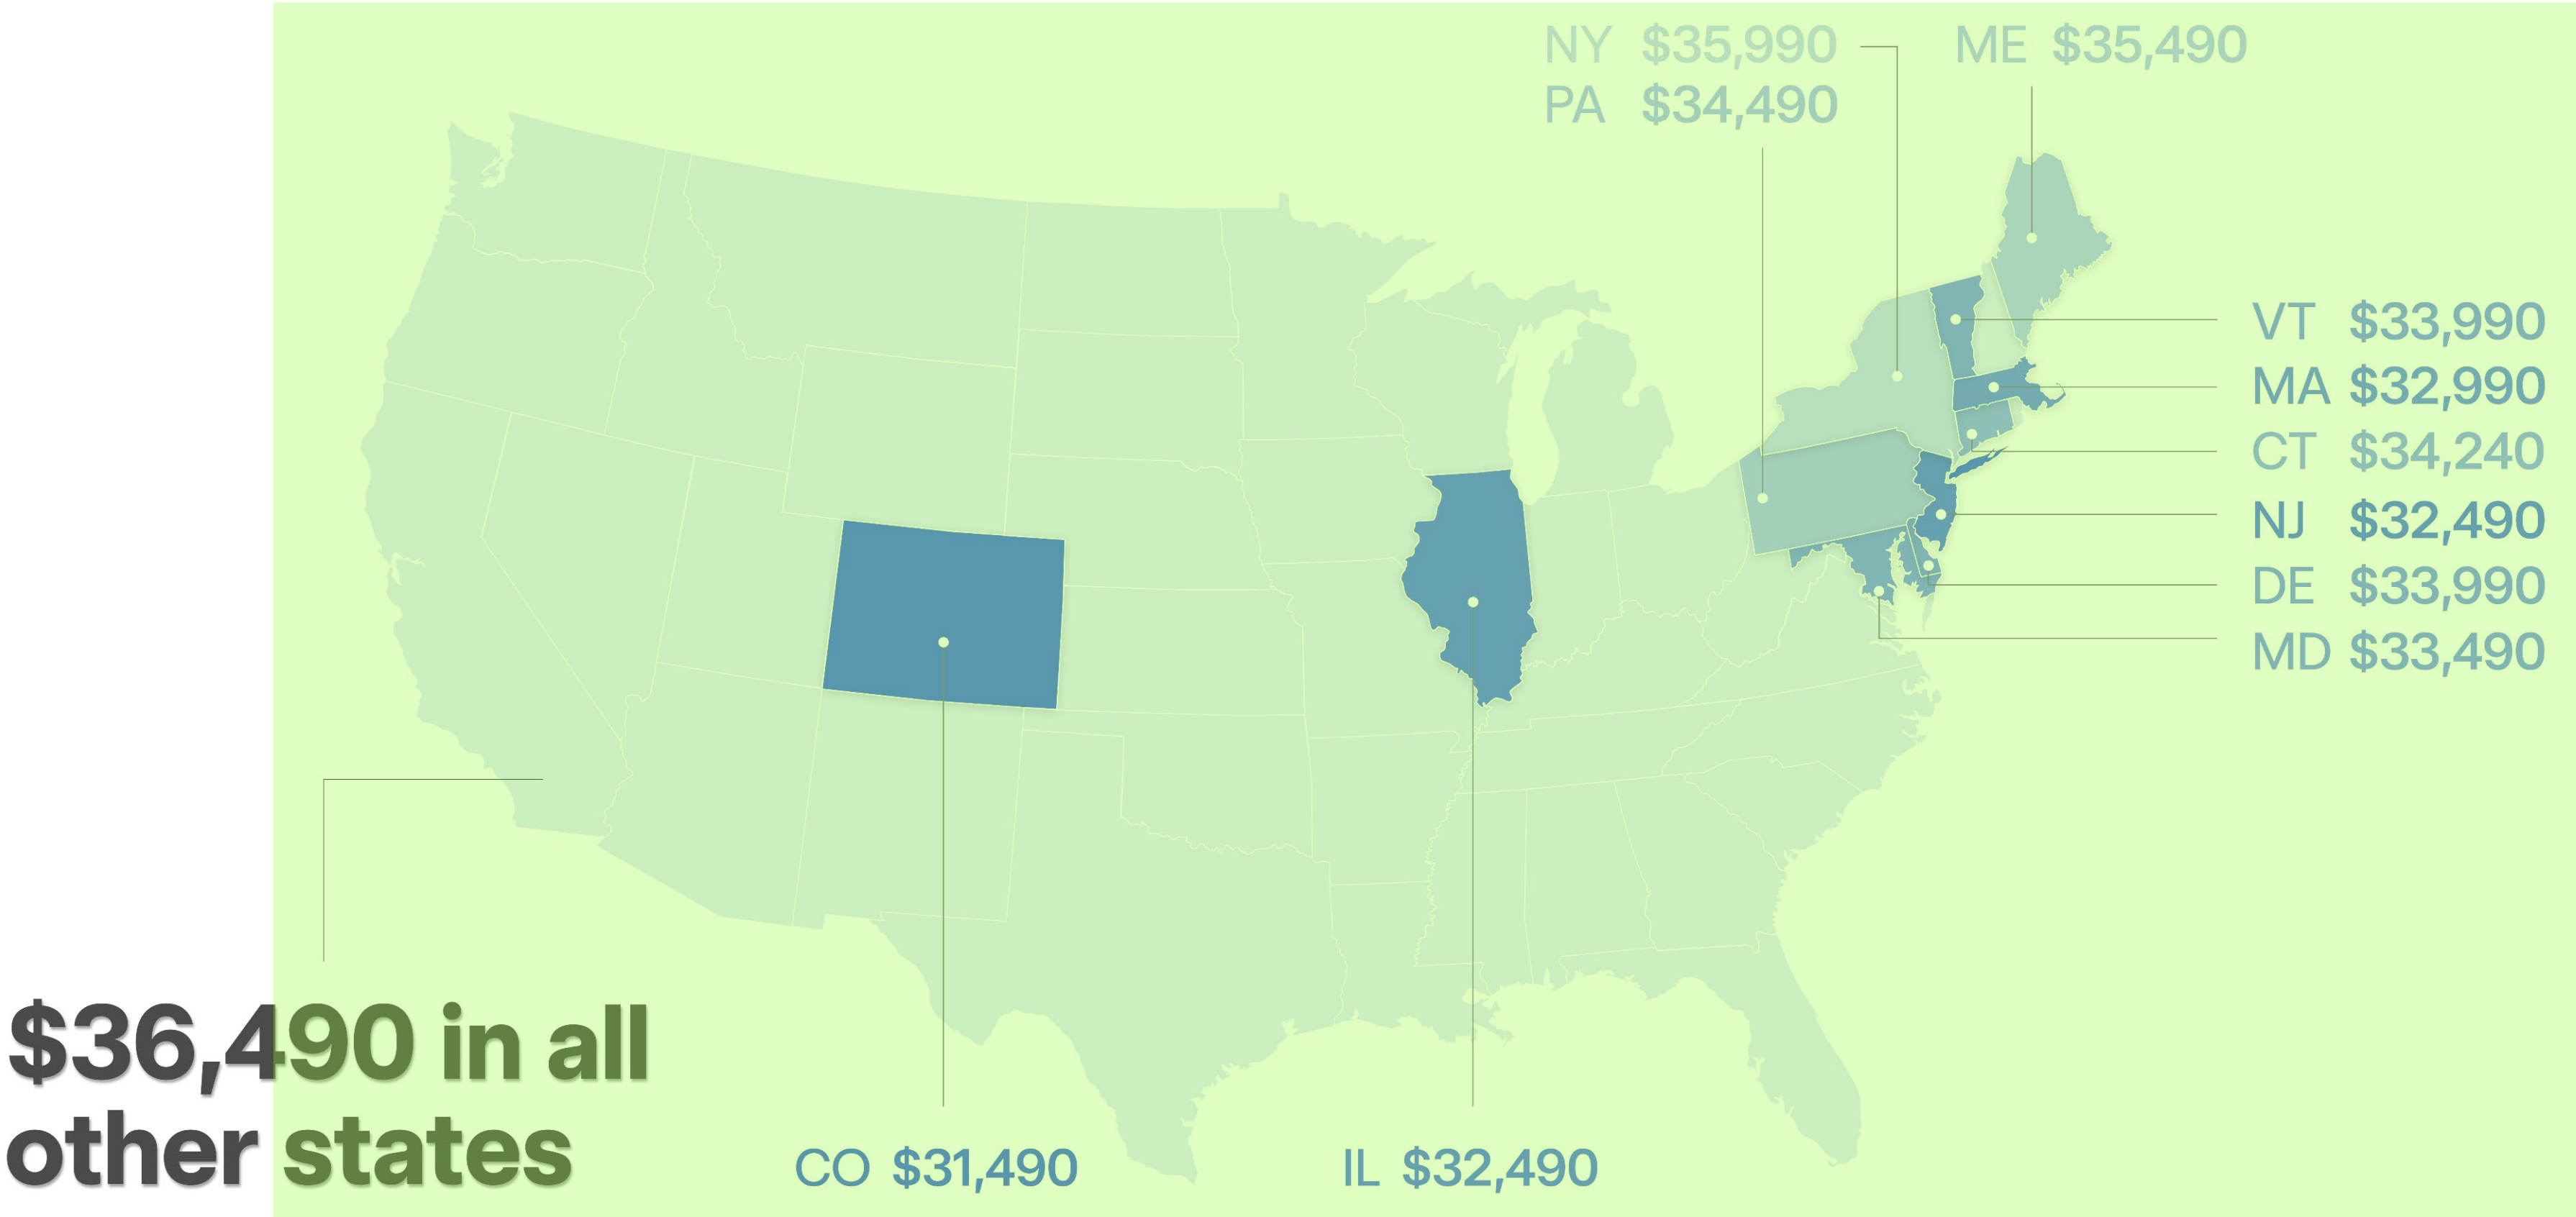 NY $35,990
PA $34,490
ME $35,490
VT $33,990
MA $32,990
CT $34,240
NJ $32,490
DE $33,990
MD $33,490
$36,490 in all
other states
CO $31,490
IL $32,490